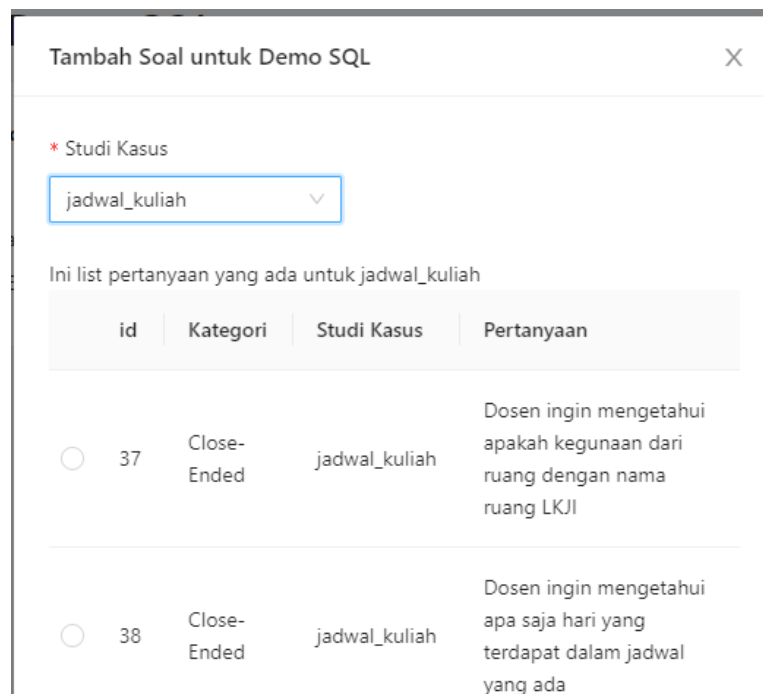 Tambah Soal untuk Demo SQL
* Studi Kasus
jadwal_kuliah
Ini list pertanyaan yang ada untuk jadwal_kuliah
id Kategori Studi Kasus Pertanyaan
37 Close-Ended jadwal_kuliah Dosen ingin mengetahui
apakah kegunaan dari
ruang dengan nama
ruang LKJI
38 Close-Ended jadwal_kuliah Dosen ingin mengetahui
apa saja hari yang
terdapat dalam jadwal
yang ada